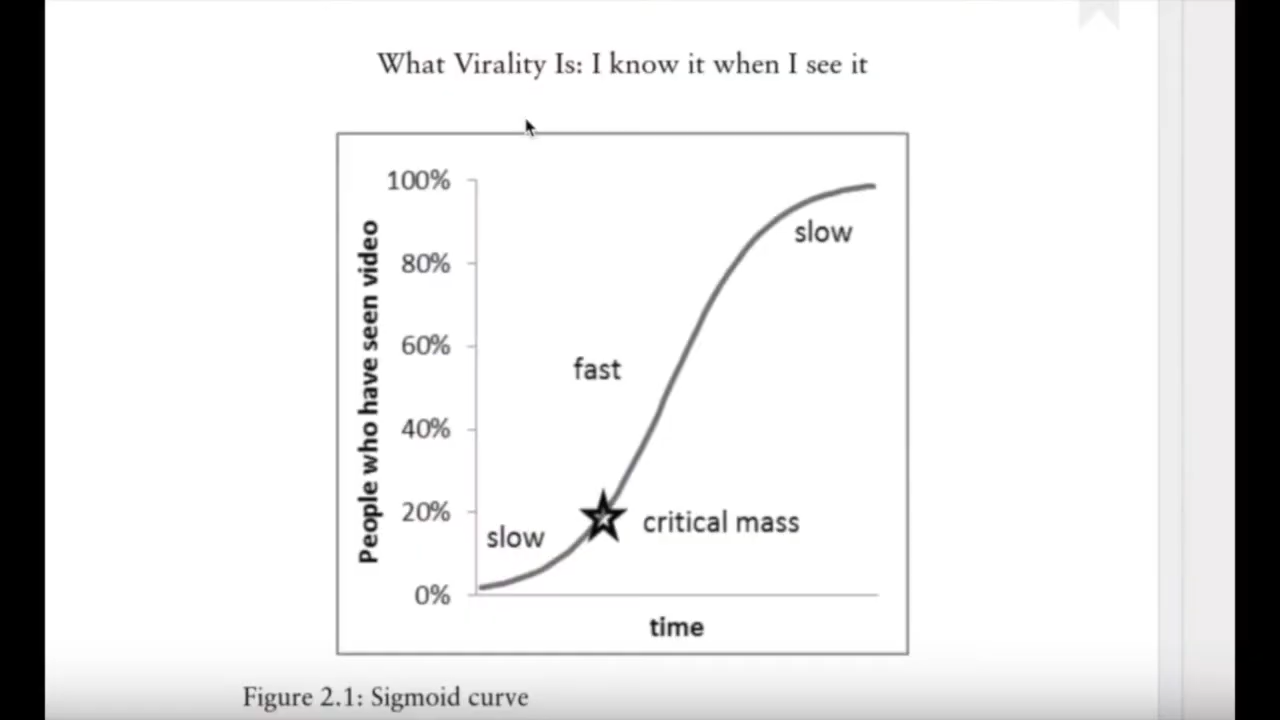 What Virality Is: I know it when I see it
100%
slow
80%
People who have seen video
60%
fast
40%
20%
critical mass
slow
0%
time
Figure 2.1: Sigmoid curve